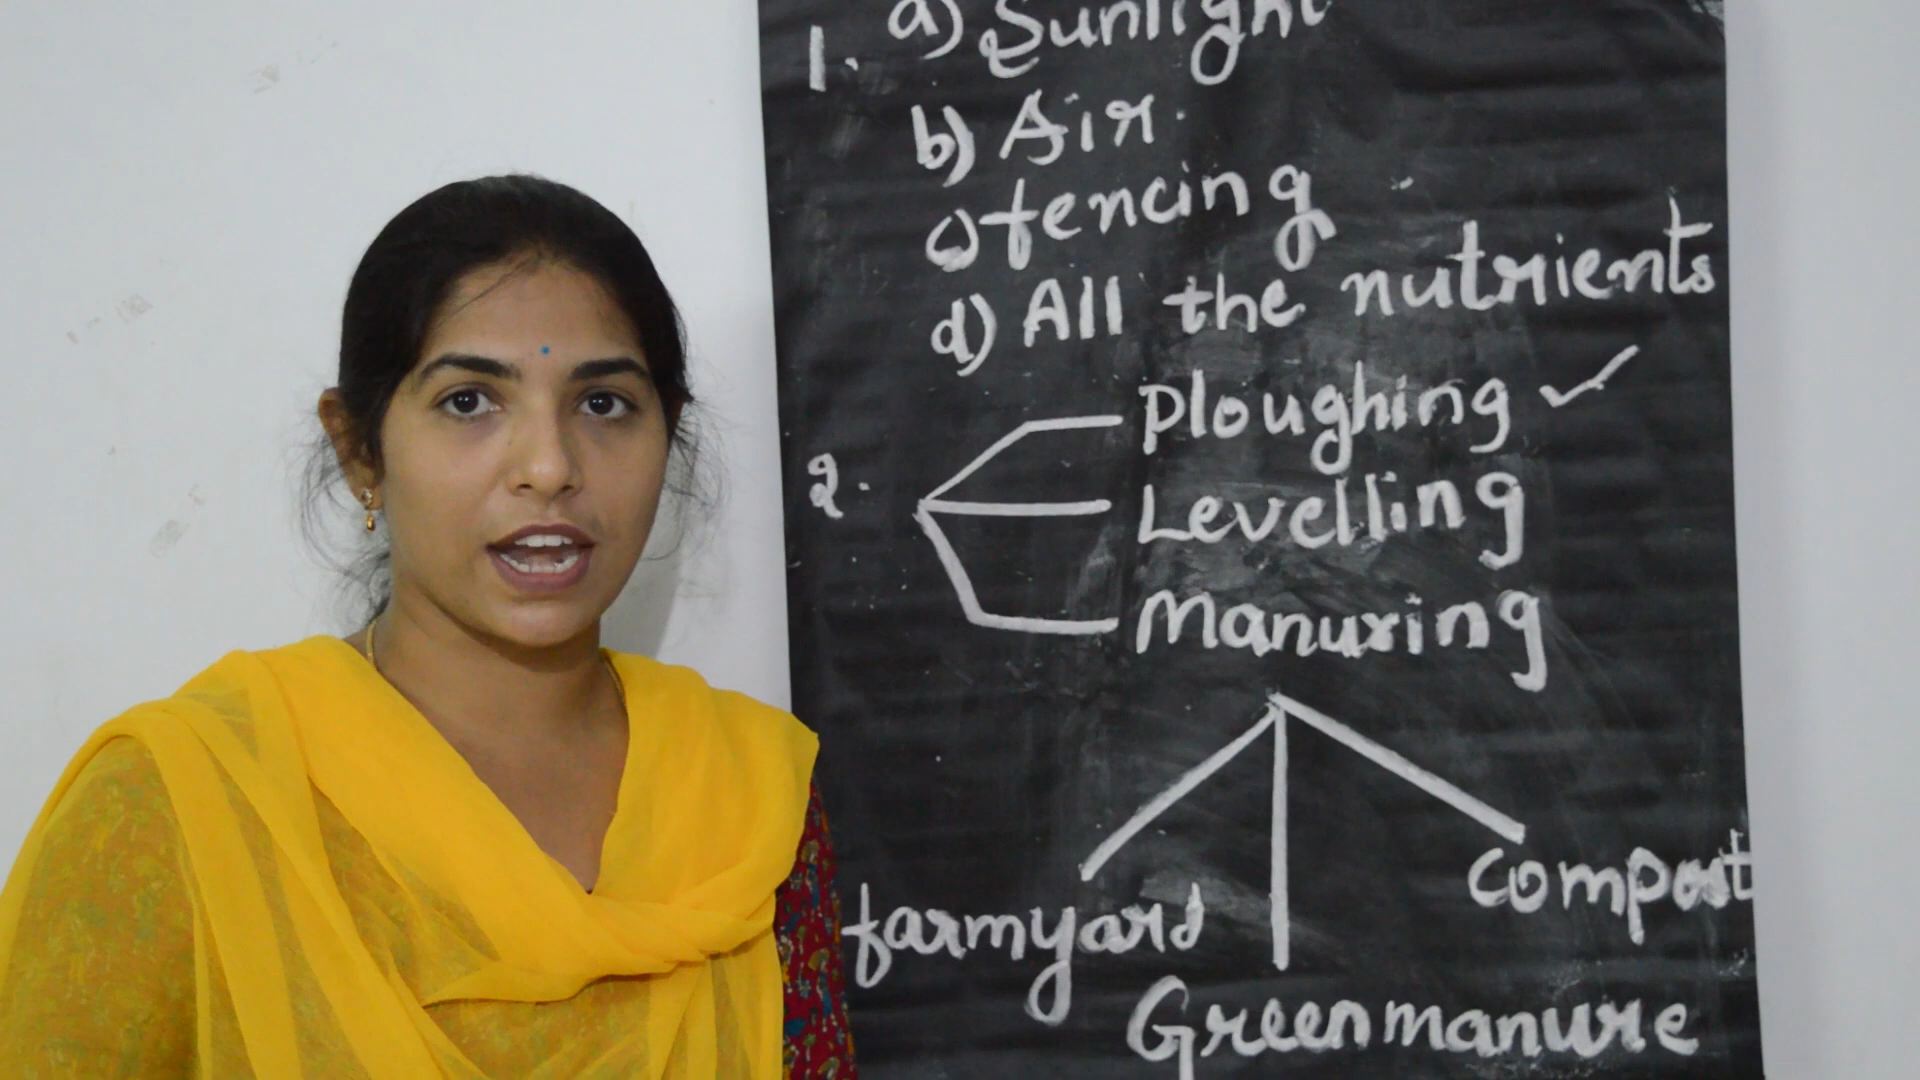 1. a) Sunlight
b) Air.
c) fencing
d) All the nutrients
Ploughing ✓
2. Levelling
Manuring
compost
farmyard
Greenmanure